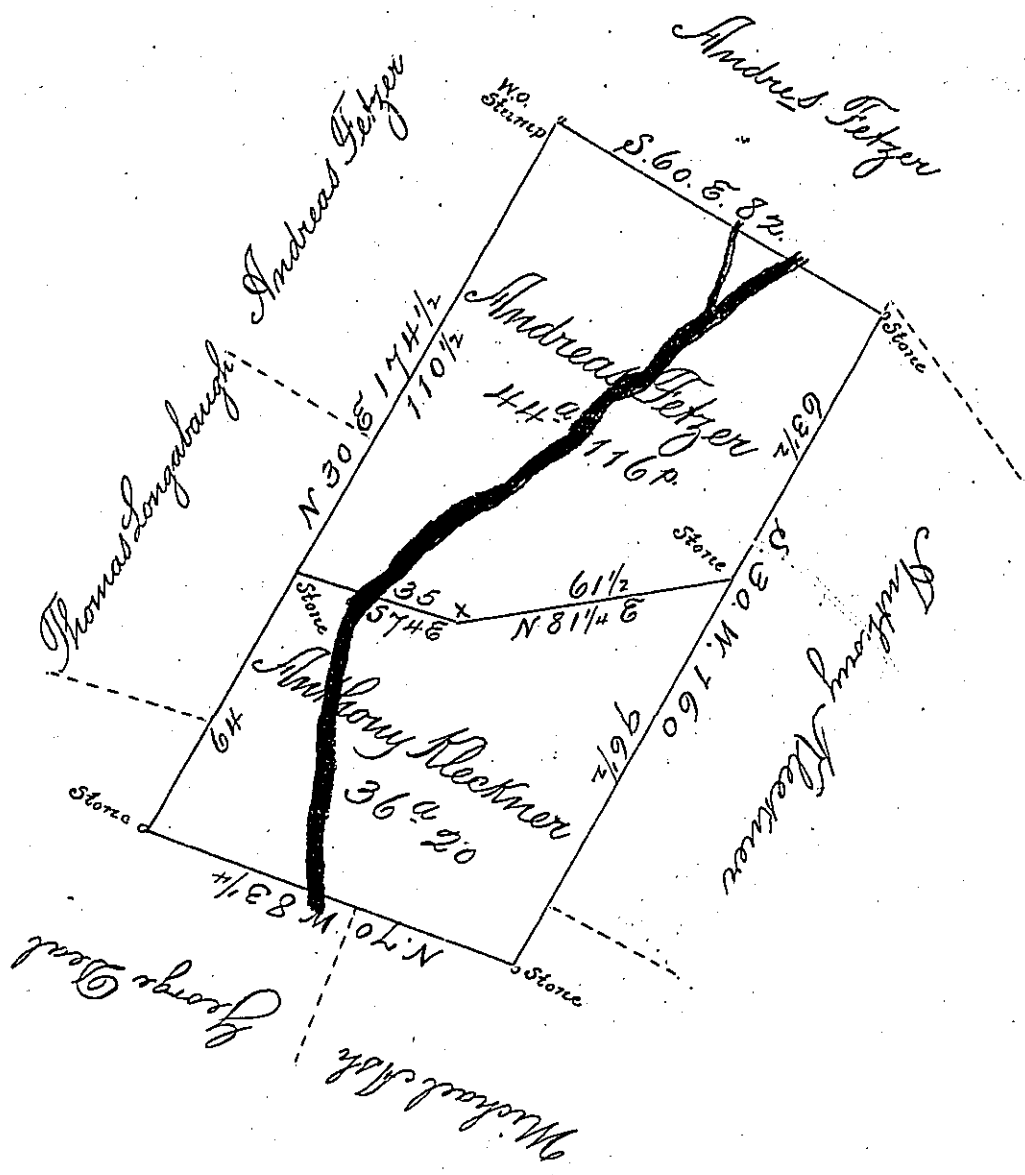 Andres Fetzer
W.O.
Stump
S. 60. E. 82.
Andreas Fetzer
Stone
N 30 E 174 1/2
110 1/2
Andreas Fetzer
44 a 116 p.
63 1/2
Thomas Longabaugh
Stone
S. 30. W. 160
Anthony Kleckner
Stone
35
S 74 E
x
61 1/2
N 81 1/4 E
64
Anthony Kleckner
36 a 20
96 1/2
Stone
N. 70 W 83 1/4
Stone
George Deal
Michael Ash